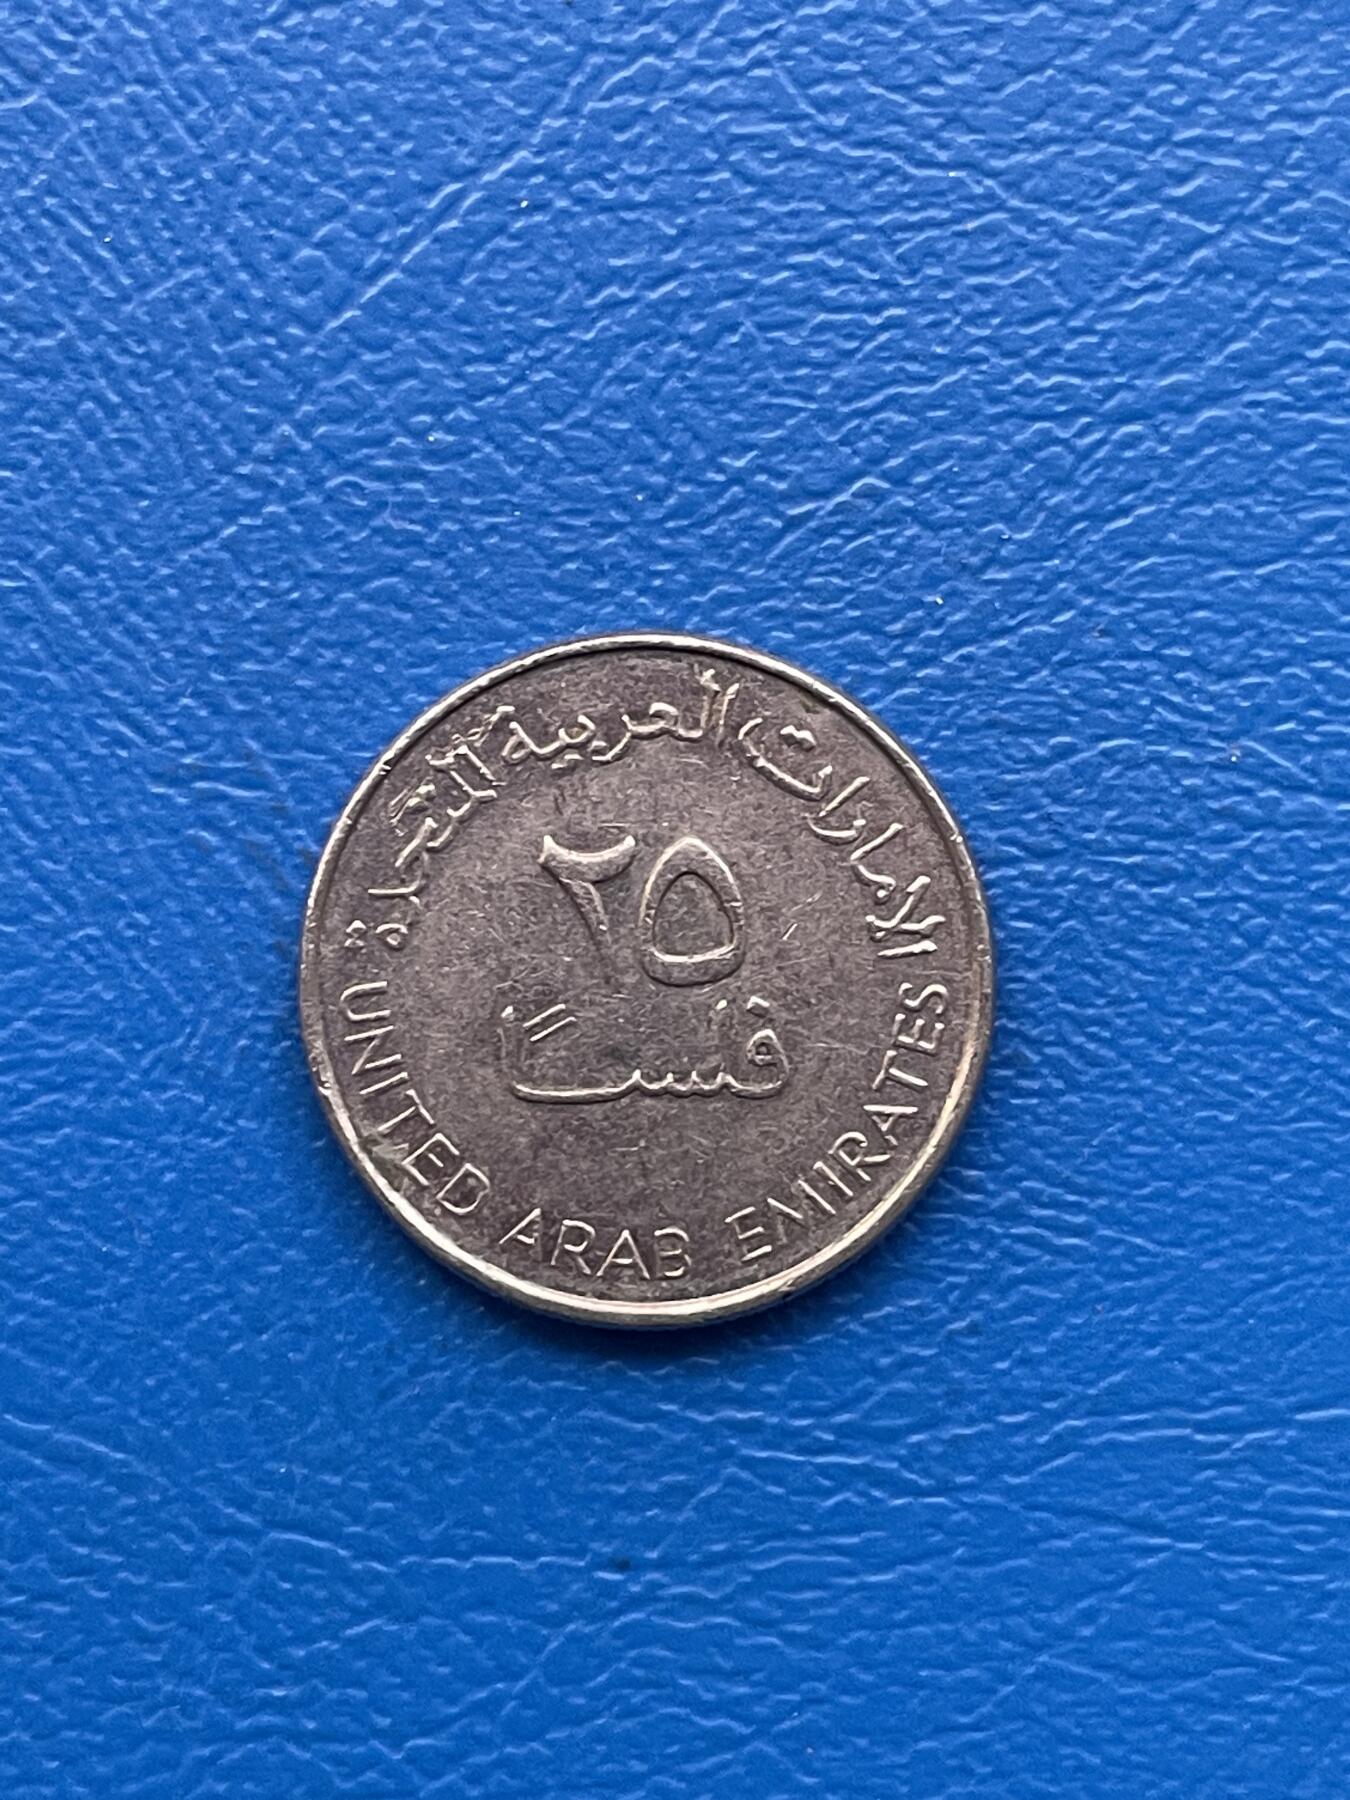 الإمارات العربية المتحدة
٢٥
فلساً
UNITED ARAB EMIRATES